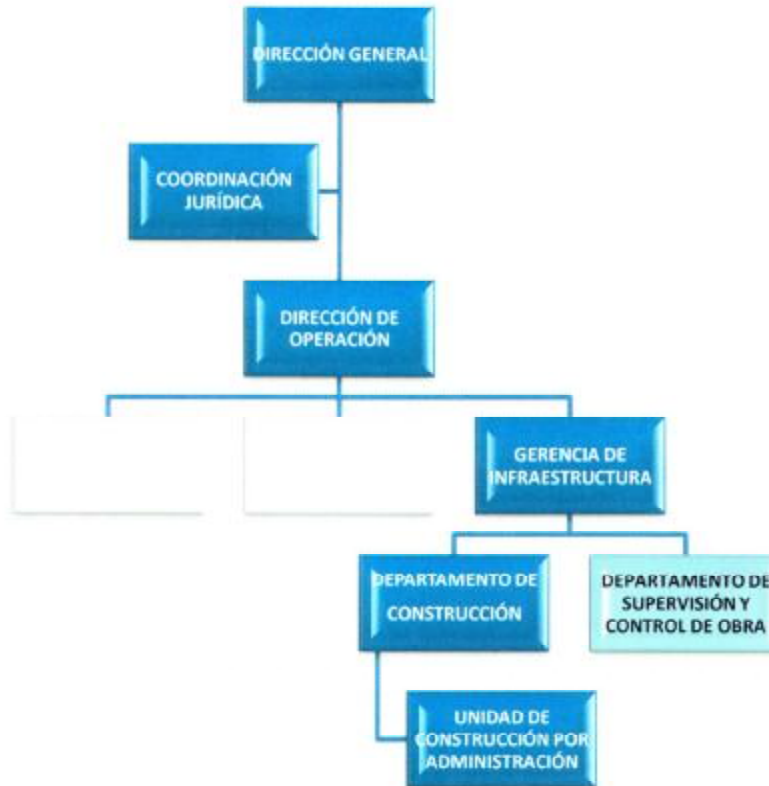 DIRECCIÓN GENERAL
COORDINACIÓN
JURÍDICA
DIRECCIÓN DE
OPERACIÓN
GERENCIA DE
INFRAESTRUCTURA
DEPARTAMENTO DE
CONSTRUCCIÓN
DEPARTAMENTO DE
SUPERVISIÓN Y
CONTROL DE OBRA
UNIDAD DE
CONSTRUCCIÓN POR
ADMINISTRACIÓN